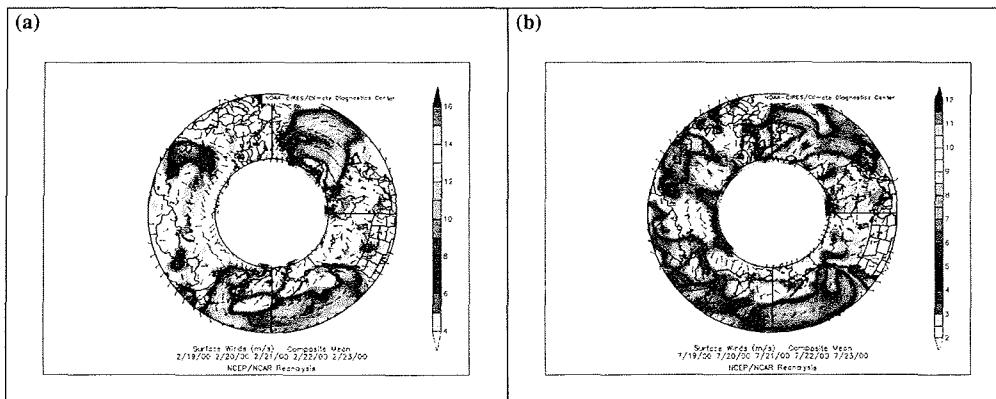 (a)
NOAA-CIRES/Climate Diagnostics Center
16
14
13
12
10
8
6
4
Surface Winds (m/s) Composite Mean
2/19/00 2/20/00 2/21/00 2/22/00 2/23/00
NCEP/NCAR Reanalysis
(b)
NOAA-CIRES/Climate Diagnostics Center
12
11
10
9
8
7
6
5
4
3
2
Surface Winds (m/s) Composite Mean
7/19/00 7/20/00 7/21/00 7/22/00 7/23/00
NCEP/NCAR Reanalysis